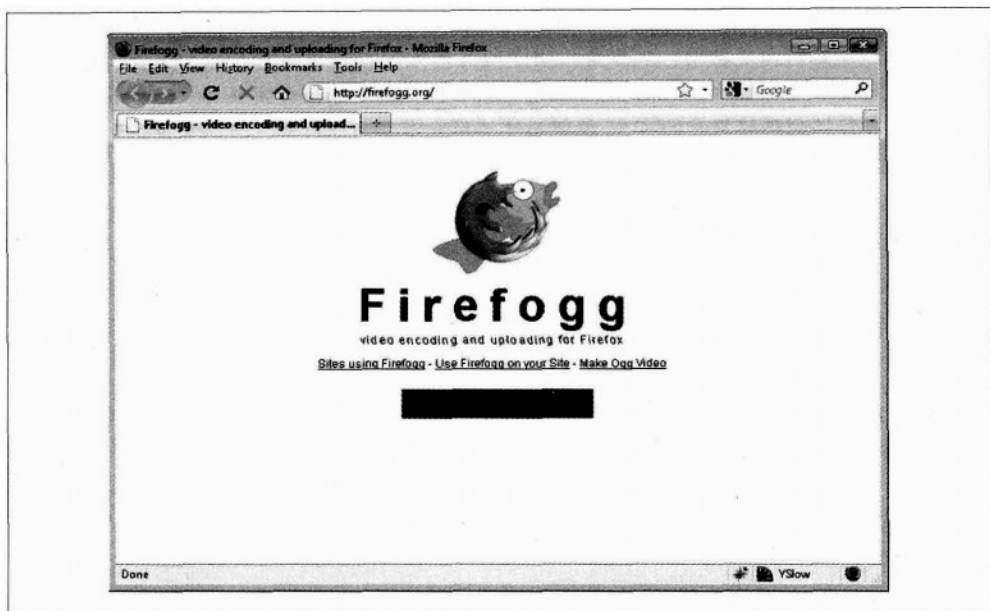 Firefogg - video encoding and uploading for Firefox - Mozilla Firefox
File Edit View History Bookmarks Tools Help
http://firefogg.org/
Google
Firefogg - video encoding and upload...
Firefogg
video encoding and uploading for Firefox
Sites using Firefogg - Use Firefogg on your Site - Make Ogg Video
Done
YSlow